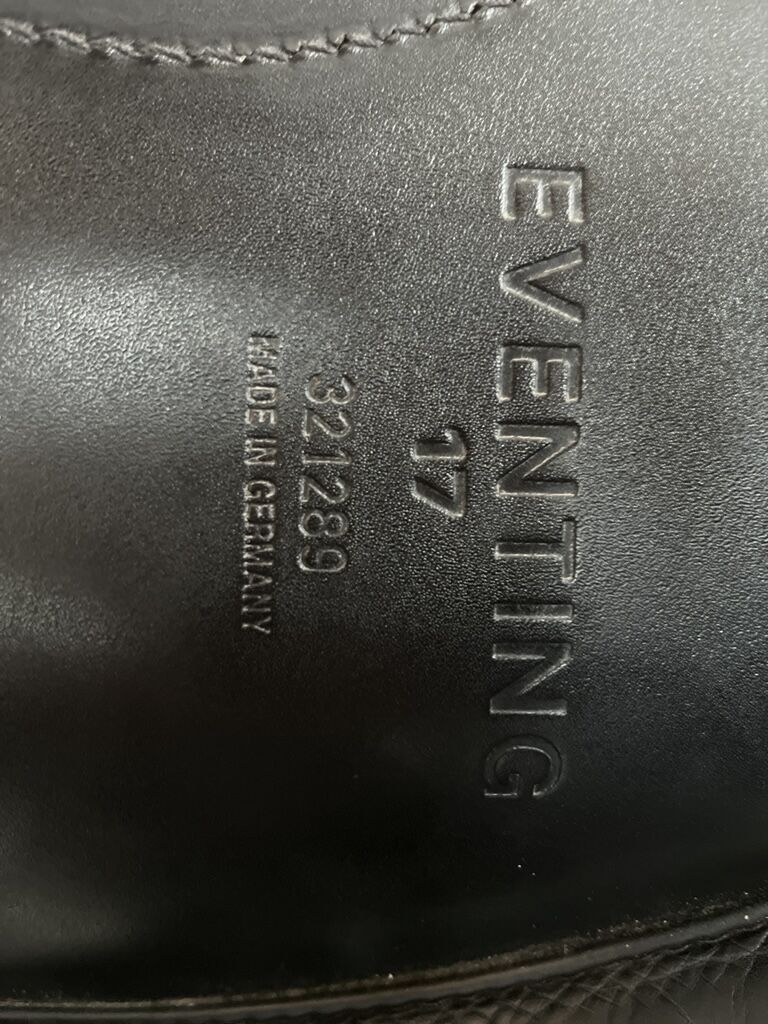 EVENTING
17
321289
MADE IN GERMANY